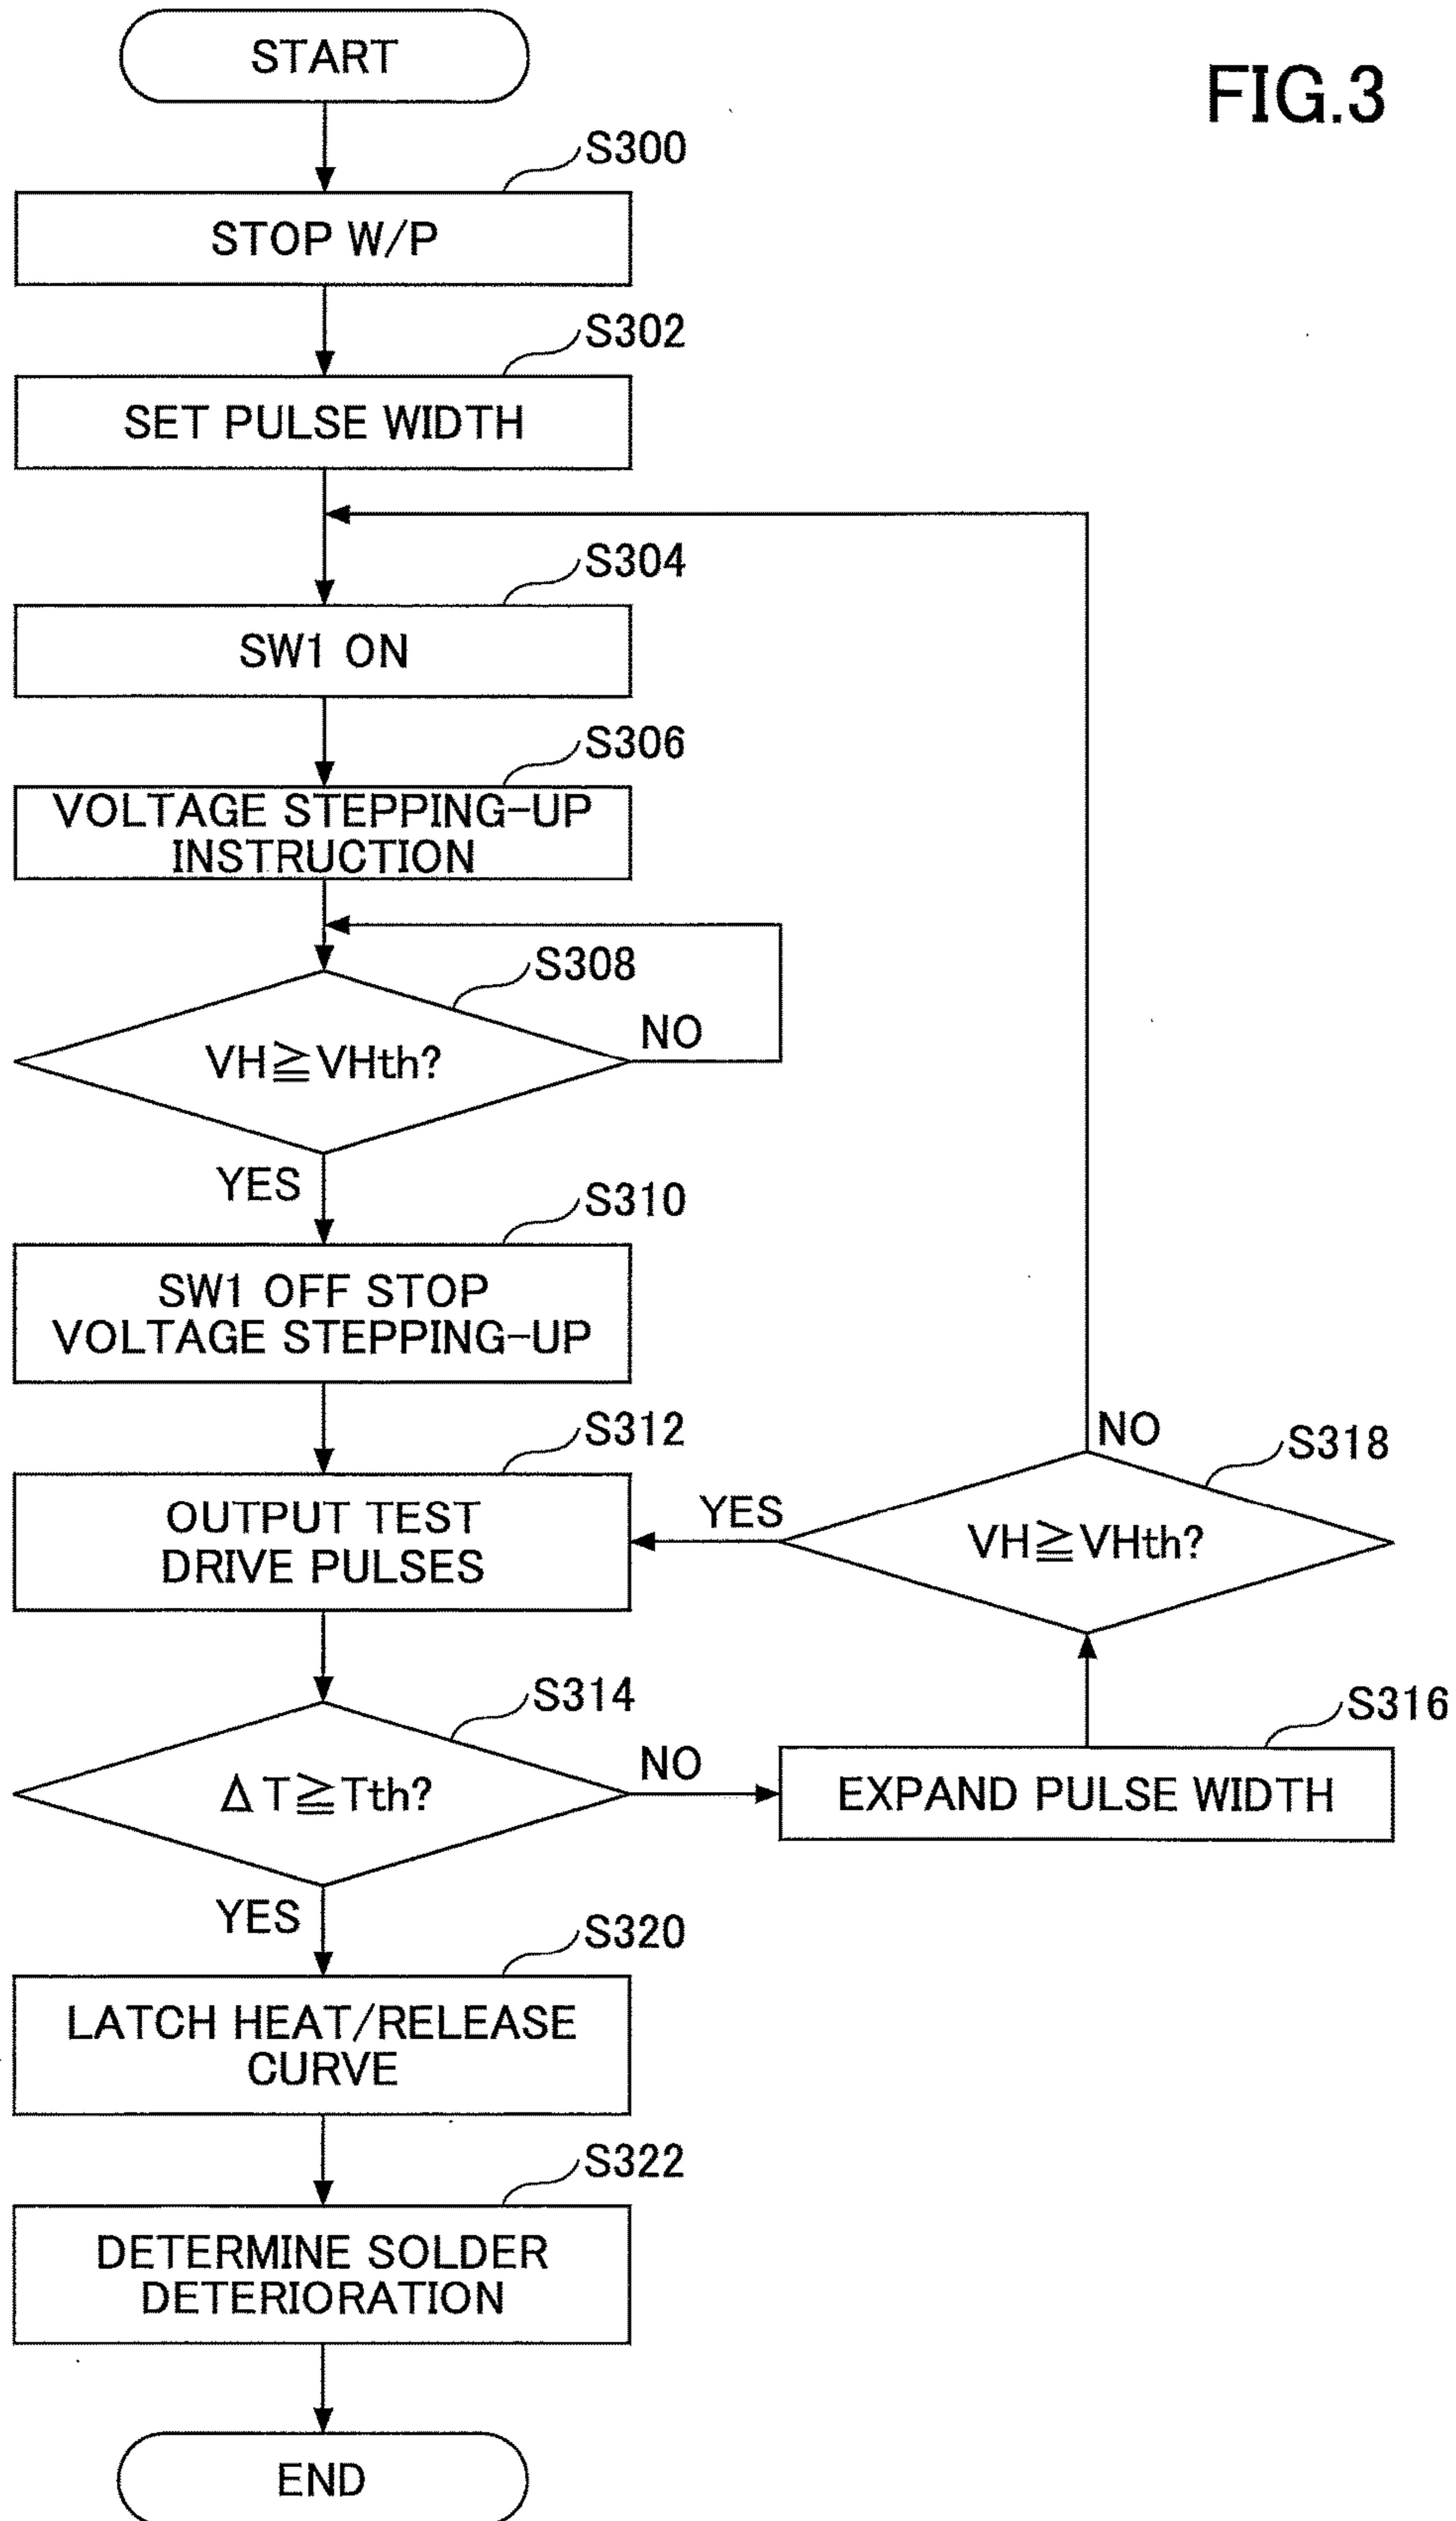 START
FIG.3
S300
STOP W/P
S302
SET PULSE WIDTH
S304
SW1 ON
S306
VOLTAGE STEPPING-UP
INSTRUCTION
S308
VH≧VHth?
NO
YES
S310
SW1 OFF STOP
VOLTAGE STEPPING-UP
S312
OUTPUT TEST
DRIVE PULSES
YES
NO
S318
VH≧VHth?
S314
ΔT≧Tth?
NO
S316
EXPAND PULSE WIDTH
YES
S320
LATCH HEAT/RELEASE
CURVE
S322
DETERMINE SOLDER
DETERIORATION
END